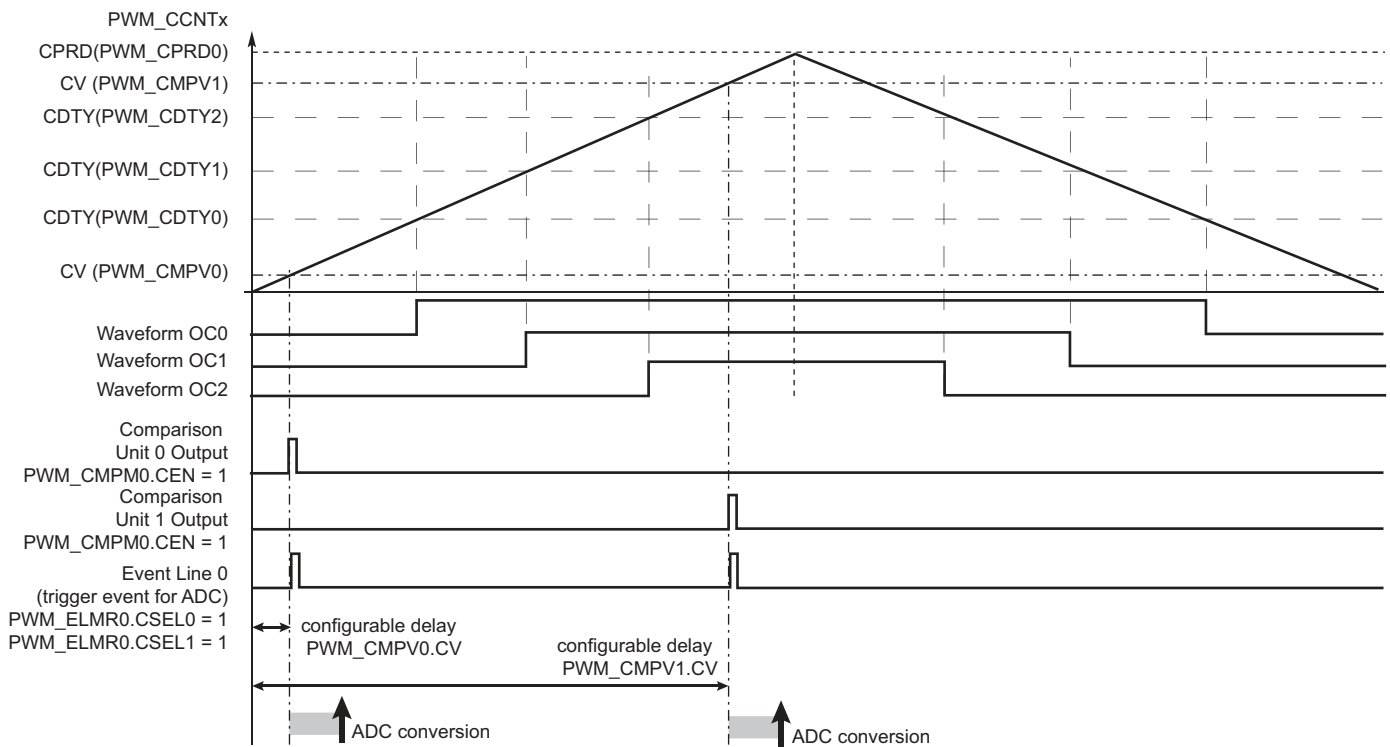 PWM_CCNTx
CPRD(PWM_CPRD0)
CV (PWM_CMPV1)
CDTY(PWM_CDTY2)
CDTY(PWM_CDTY1)
CDTY(PWM_CDTY0)
CV (PWM_CMPV0)
Waveform OC0
Waveform OC1
Waveform OC2
Comparison
Unit 0 Output
PWM_CMPM0.CEN = 1
Comparison
Unit 1 Output
PWM_CMPM0.CEN = 1
Event Line 0
(trigger event for ADC)
PWM_ELMR0.CSEL0 = 1
PWM_ELMR0.CSEL1 = 1
configurable delay
PWM_CMPV0.CV
configurable delay
PWM_CMPV1.CV
ADC conversion
ADC conversion